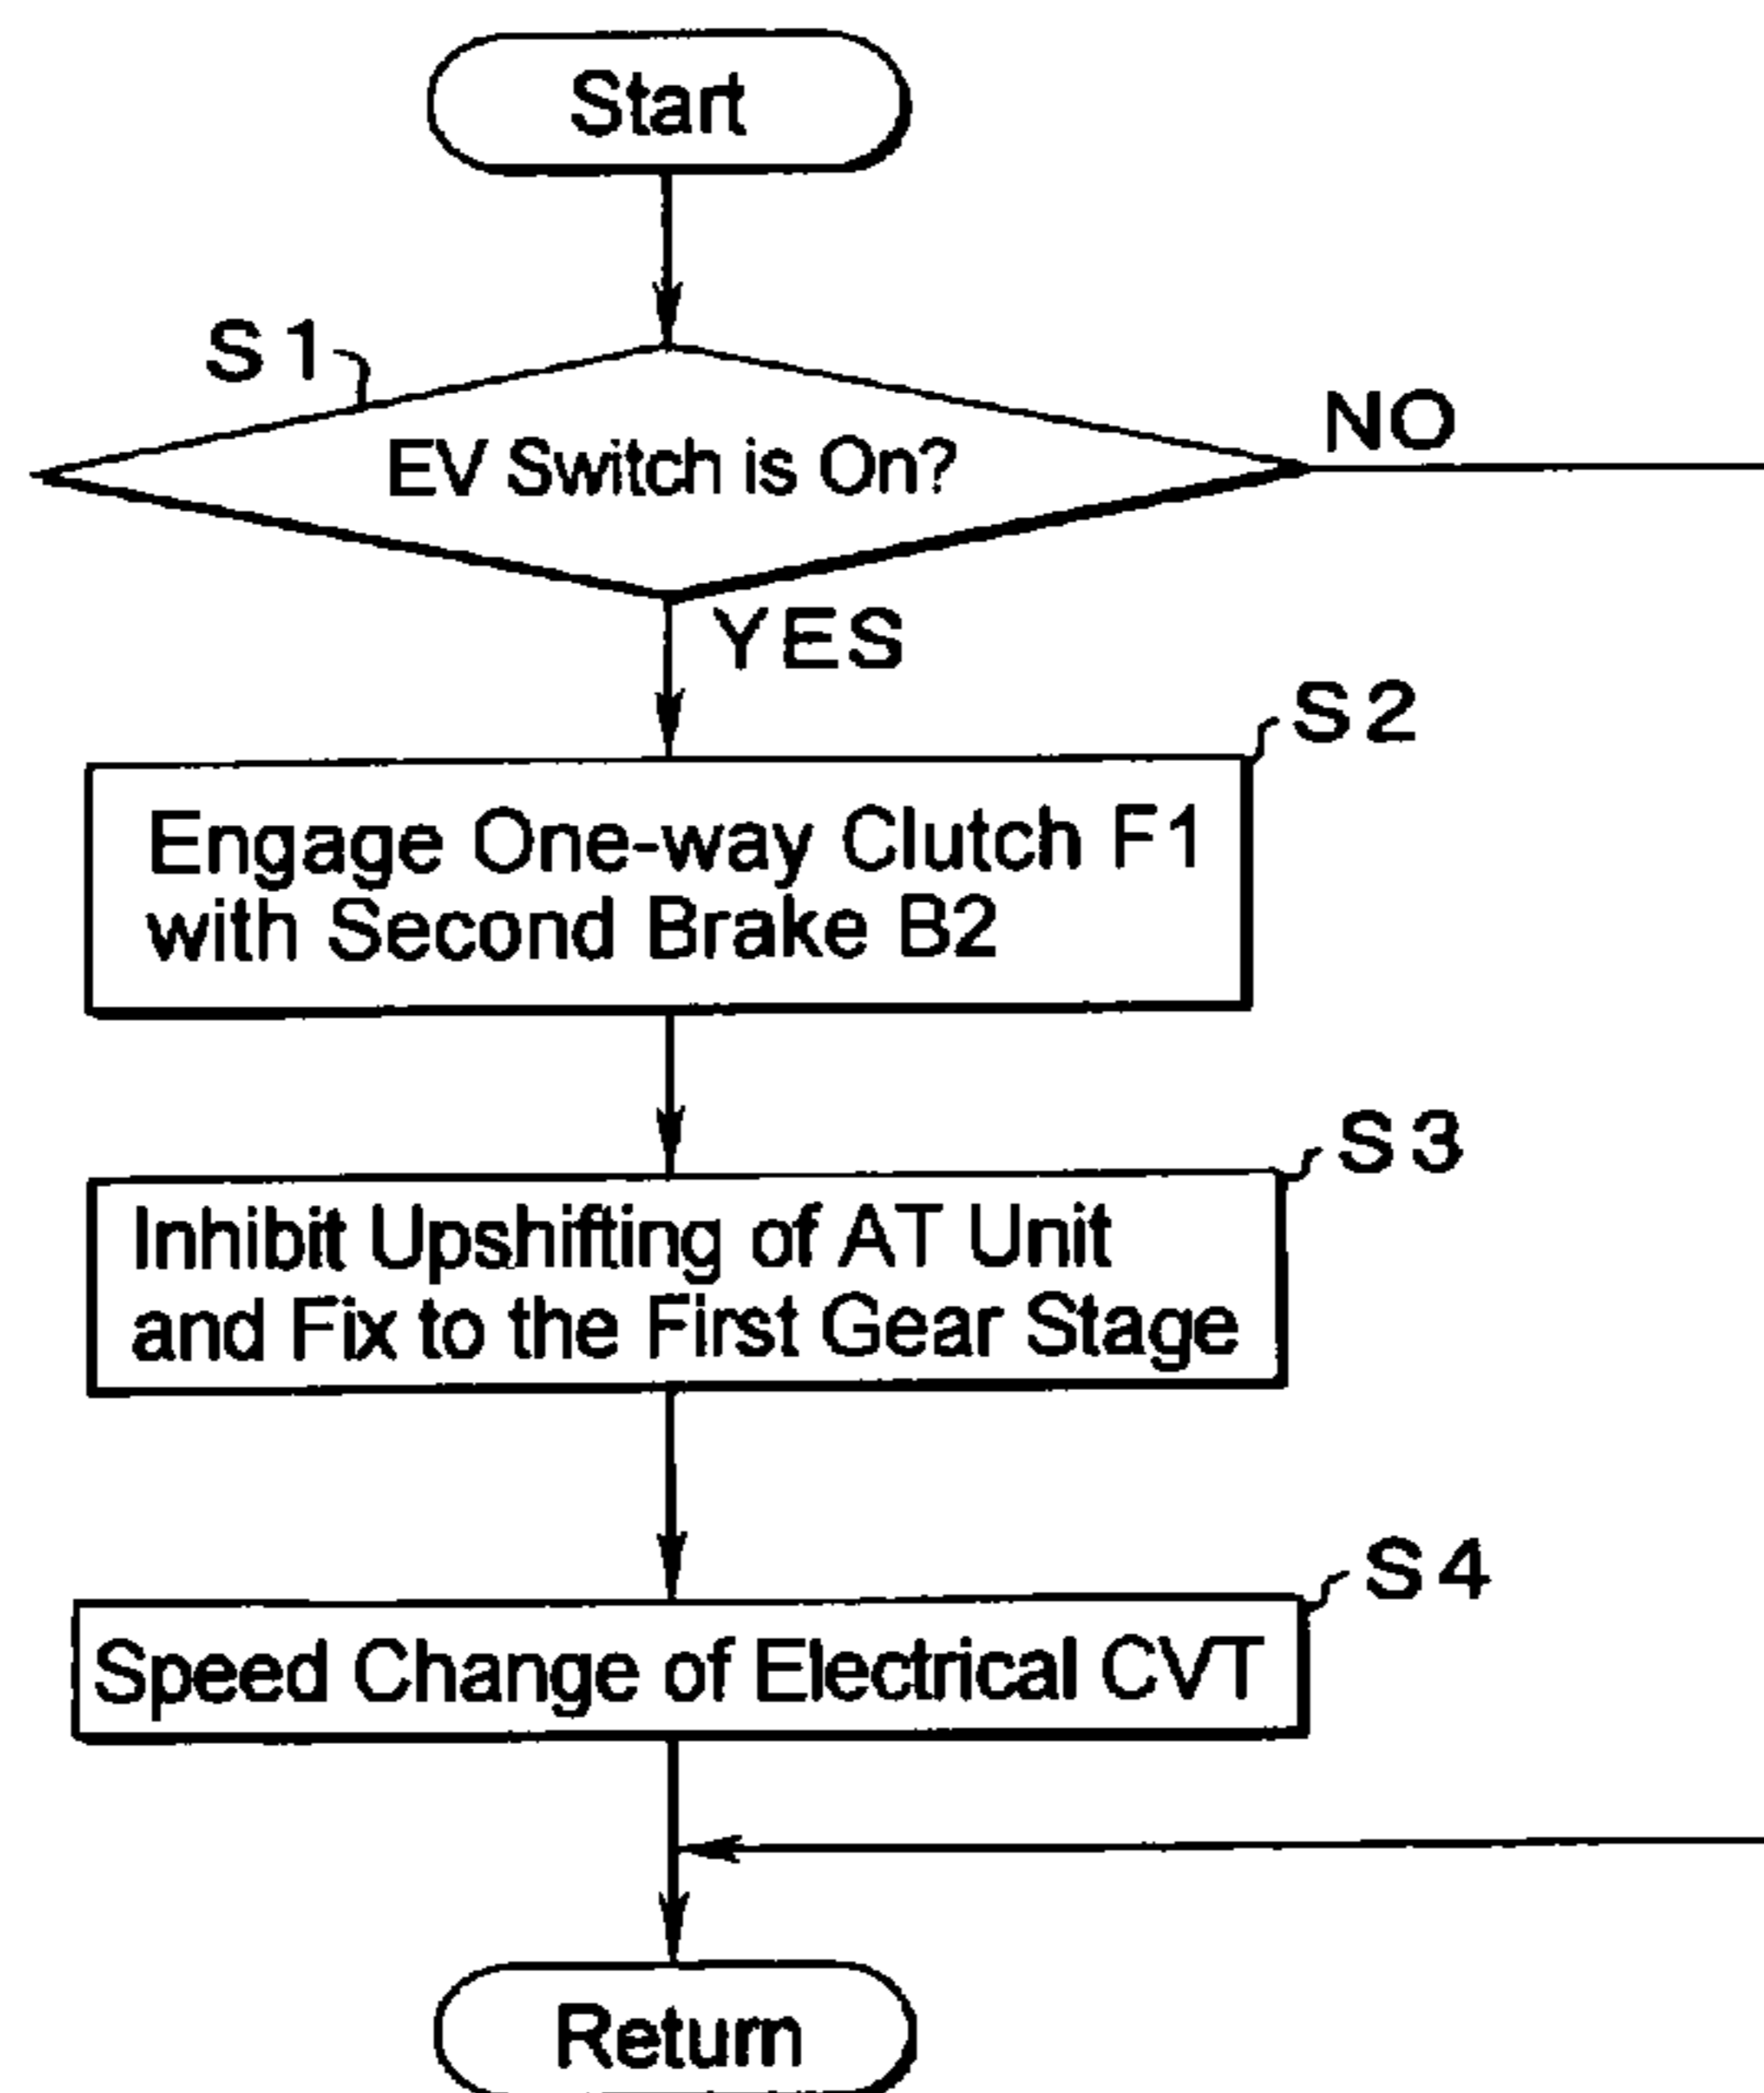 Start
S1
EV Switch is On?
NO
YES
S2
Engage One-way Clutch F1
with Second Brake B2
S3
Inhibit Upshifting of AT Unit
and Fix to the First Gear Stage
S4
Speed Change of Electrical CVT
Return